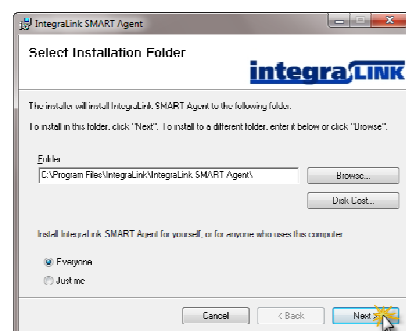 IntegraLink SMART Agent
Select Installation Folder
integraLINK
The installer will install IntegraLink SMART Agent to the following folder.
To install in this folder, click "Next". To install to a different folder, enter it below or click "Browse".
Folder
C:\Program Files\IntegraLink\IntegraLink SMART Agent\
Browse...
Disk Cost...
Install IntegraLink SMART Agent for yourself, or for anyone who uses this computer:
Everyone
Just me
Cancel
< Back
Next >